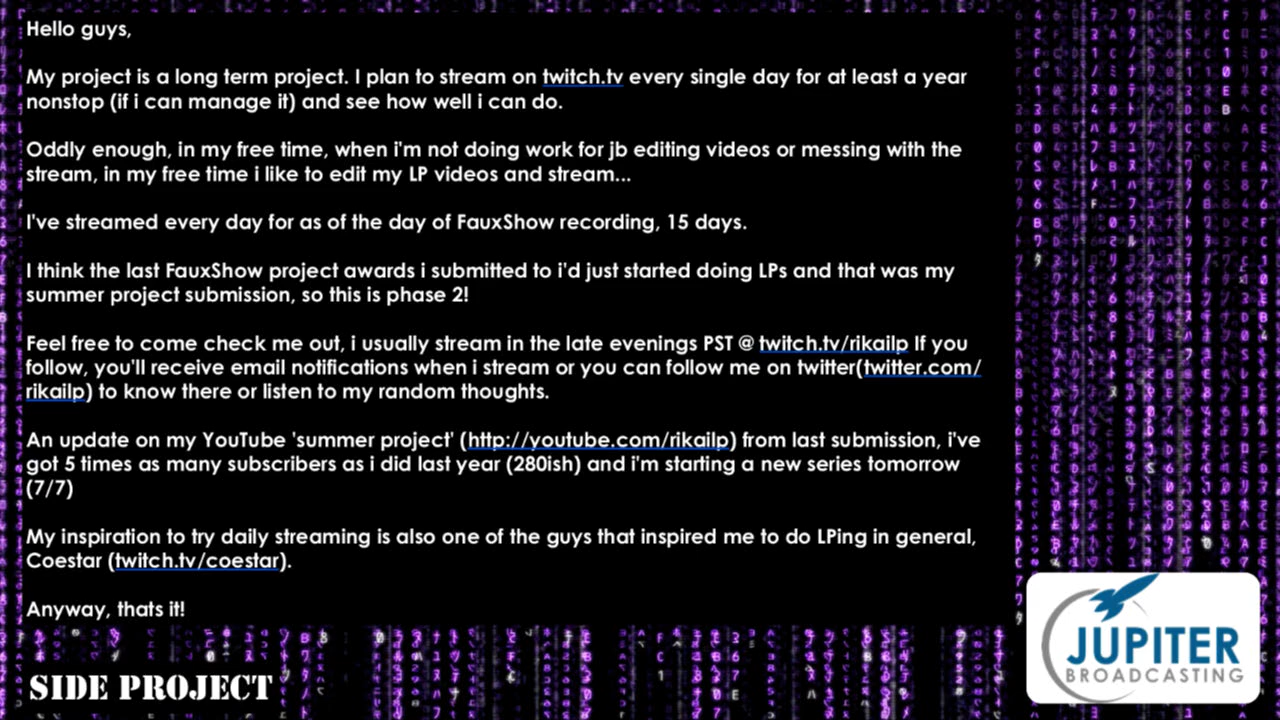 Hello guys,
My project is a long term project. I plan to stream on twitch.tv every single day for at least a year
nonstop (if i can manage it) and see how well i can do.
Oddly enough, in my free time, when i'm not doing work for jb editing videos or messing with the
stream, in my free time i like to edit my LP videos and stream...
I've streamed every day for as of the day of FauxShow recording, 15 days.
I think the last FauxShow project awards i submitted to i'd just started doing LPs and that was my
summer project submission, so this is phase 2!
Feel free to come check me out, i usually stream in the late evenings PST @ twitch.tv/rikailp If you
follow, you'll receive email notifications when i stream or you can follow me on twitter(twitter.com/
rikailp) to know there or listen to my random thoughts.
An update on my YouTube 'summer project' (http://youtube.com/rikailp) from last submission, i've
got 5 times as many subscribers as i did last year (280ish) and i'm starting a new series tomorrow
(7/7)
My inspiration to try daily streaming is also one of the guys that inspired me to do LPing in general,
Coestar (twitch.tv/coestar).
Anyway, thats it!
SIDE PROJECT
JUPITER
BROADCASTING